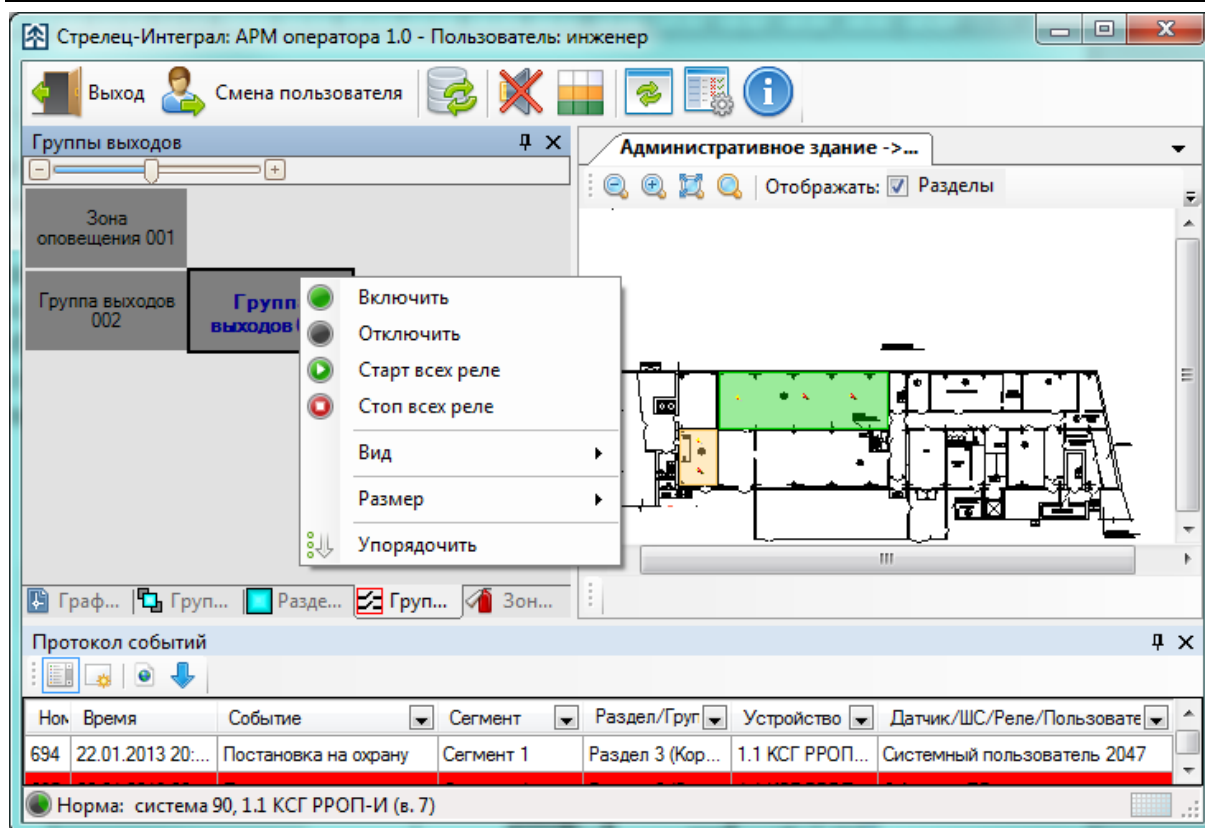 Стрелец-Интеграл: АРМ оператора 1.0 - Пользователь: инженер
Выход Смена пользователя
Группы выходов
Административное здание ->...
Отображать: Разделы
Зона
оповещения 001
Группа выходов
002
Групп
выходов
Включить
Отключить
Старт всех реле
Стоп всех реле
Вид
Размер
Упорядочить
Граф... Груп... Разде... Груп... Зон...
Протокол событий
Ном Время Событие Сегмент Раздел/Груп Устройство Датчик/ШС/Реле/Пользовате
694 22.01.2013 20:... Постановка на охрану Сегмент 1 Раздел 3 (Кор... 1.1 КСГ РРОП... Системный пользователь 2047
Норма: система 90, 1.1 КСГ РРОП-И (в. 7)